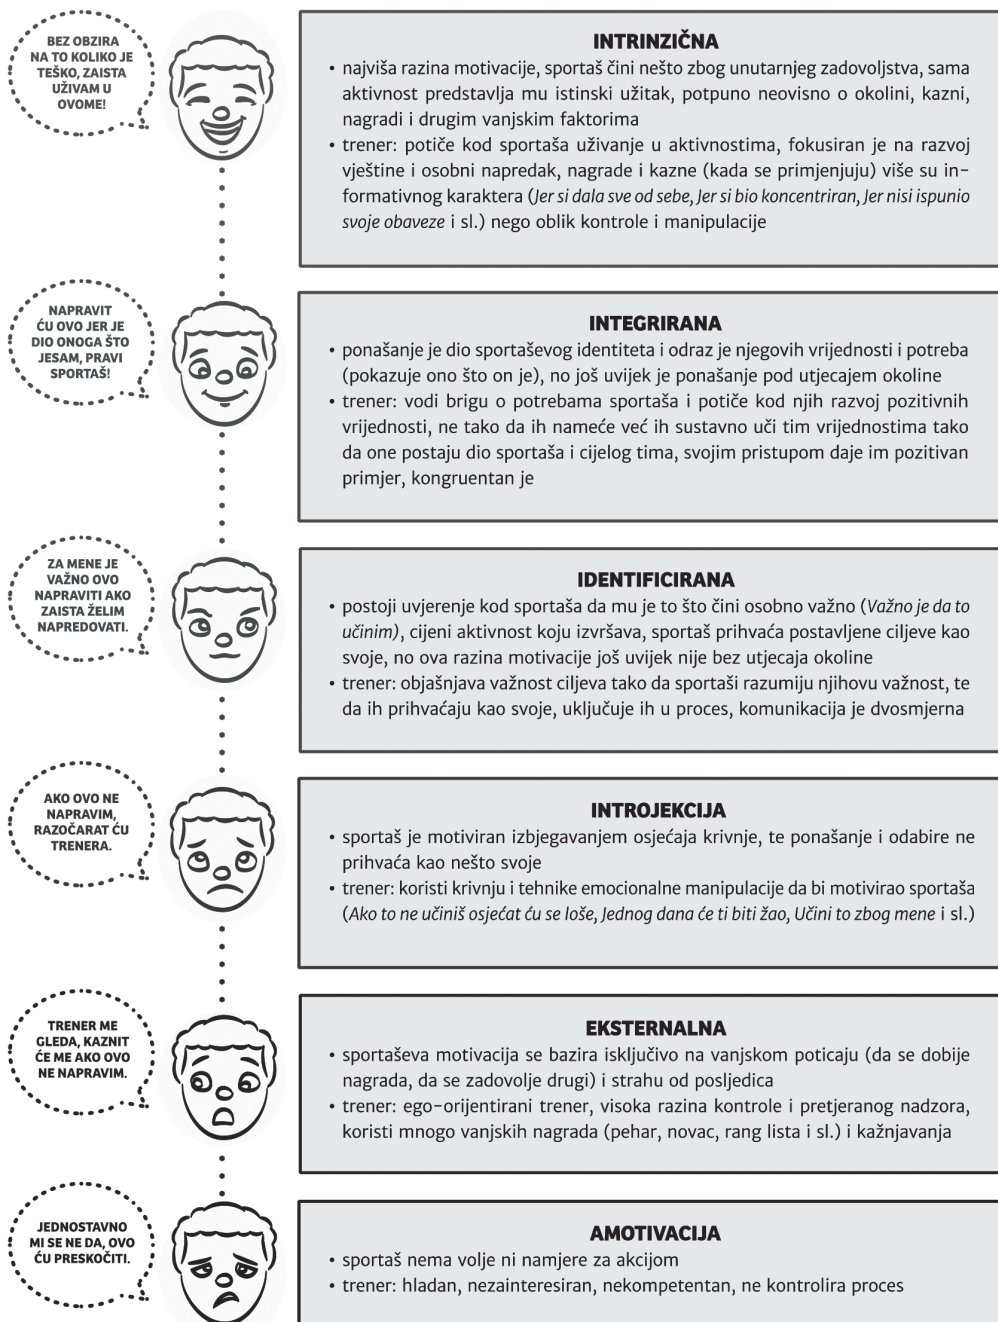 BEZ OBZIRA
NA TO KOLIKO JE
TEŠKO, ZAISTA
UŽIVAM U
OVOME!
INTRINZIČNA
• najviša razina motivacije, sportaš čini nešto zbog unutarnjeg zadovoljstva, sama
aktivnost predstavlja mu istinski užitak, potpuno neovisno o okolini, kazni,
nagradi i drugim vanjskim faktorima
• trener: potiče kod sportaša uživanje u aktivnostima, fokusiran je na razvoj
vještine i osobni napredak, nagrade i kazne (kada se primjenjuju) više su in-
formativnog karaktera (Jer si dala sve od sebe, Jer si bio koncentriran, Jer nisi ispunio
svoje obaveze i sl.) nego oblik kontrole i manipulacije
NAPRAVIT
ĆU OVO JER JE
DIO ONOGA ŠTO
JESAM, PRAVI
SPORTAŠ!
INTEGRIRANA
• ponašanje je dio sportaševog identiteta i odraz je njegovih vrijednosti i potreba
(pokazuje ono što on je), no još uvijek je ponašanje pod utjecajem okoline
• trener: vodi brigu o potrebama sportaša i potiče kod njih razvoj pozitivnih
vrijednosti, ne tako da ih nameće već ih sustavno uči tim vrijednostima tako
da one postaju dio sportaša i cijelog tima, svojim pristupom daje im pozitivan
primjer, kongruentan je
ZA MENE JE
VAŽNO OVO
NAPRAVITI AKO
ZAISTA ŽELIM
NAPREDOVATI.
IDENTIFICIRANA
• postoji uvjerenje kod sportaša da mu je to što čini osobno važno (Važno je da to
učinim), cijeni aktivnost koju izvršava, sportaš prihvaća postavljene ciljeve kao
svoje, no ova razina motivacije još uvijek nije bez utjecaja okoline
• trener: objašnjava važnost ciljeva tako da sportaši razumiju njihovu važnost, te
da ih prihvaćaju kao svoje, uključuje ih u proces, komunikacija je dvosmjerna
AKO OVO NE
NAPRAVIM,
RAZOČARAT ĆU
TRENERA.
INTROJEKCIJA
• sportaš je motiviran izbjegavanjem osjećaja krivnje, te ponašanje i odabire ne
prihvaća kao nešto svoje
• trener: koristi krivnju i tehnike emocionalne manipulacije da bi motivirao sportaša
(Ako to ne učiniš osjećat ću se loše, Jednog dana će ti biti žao, Učini to zbog mene i sl.)
TRENER ME
GLEDA, KAZNIT
ĆE ME AKO OVO
NE NAPRAVIM.
EKSTERNALNA
• sportaševa motivacija se bazira isključivo na vanjskom poticaju (da se dobije
nagrada, da se zadovolje drugi) i strahu od posljedica
• trener: ego-orijentirani trener, visoka razina kontrole i pretjeranog nadzora,
koristi mnogo vanjskih nagrada (pehar, novac, rang lista i sl.) i kažnjavanja
JEDNOSTAVNO
MI SE NE DA, OVO
ĆU PRESKOČITI.
AMOTIVACIJA
• sportaš nema volje ni namjere za akcijom
• trener: hladan, nezainteresiran, nekompetentan, ne kontrolira proces